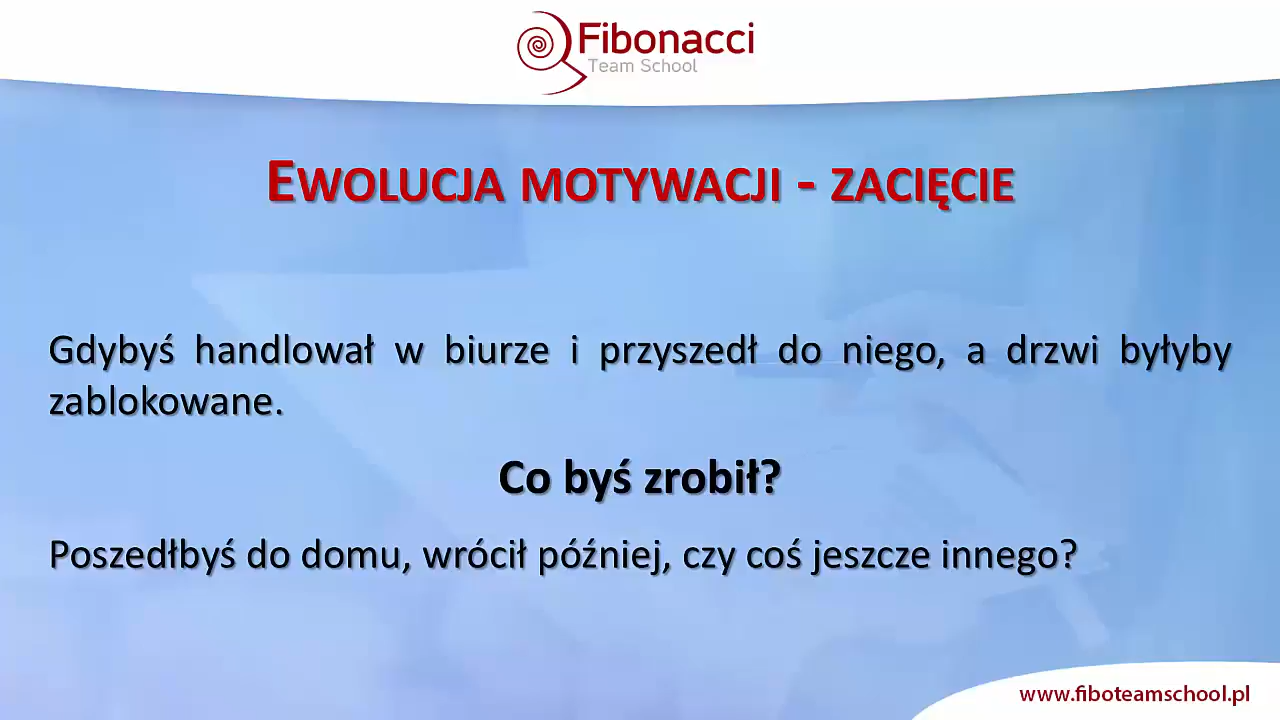 Fibonacci
Team School
EWOLUCJA MOTYWACJI - ZACIĘCIE
Gdybyś handlował w biurze i przyszedł do niego, a drzwi byłyby
zablokowane.
Co byś zrobił?
Poszedłbyś do domu, wrócił później, czy coś jeszcze innego?
www.fiboteamschool.pl